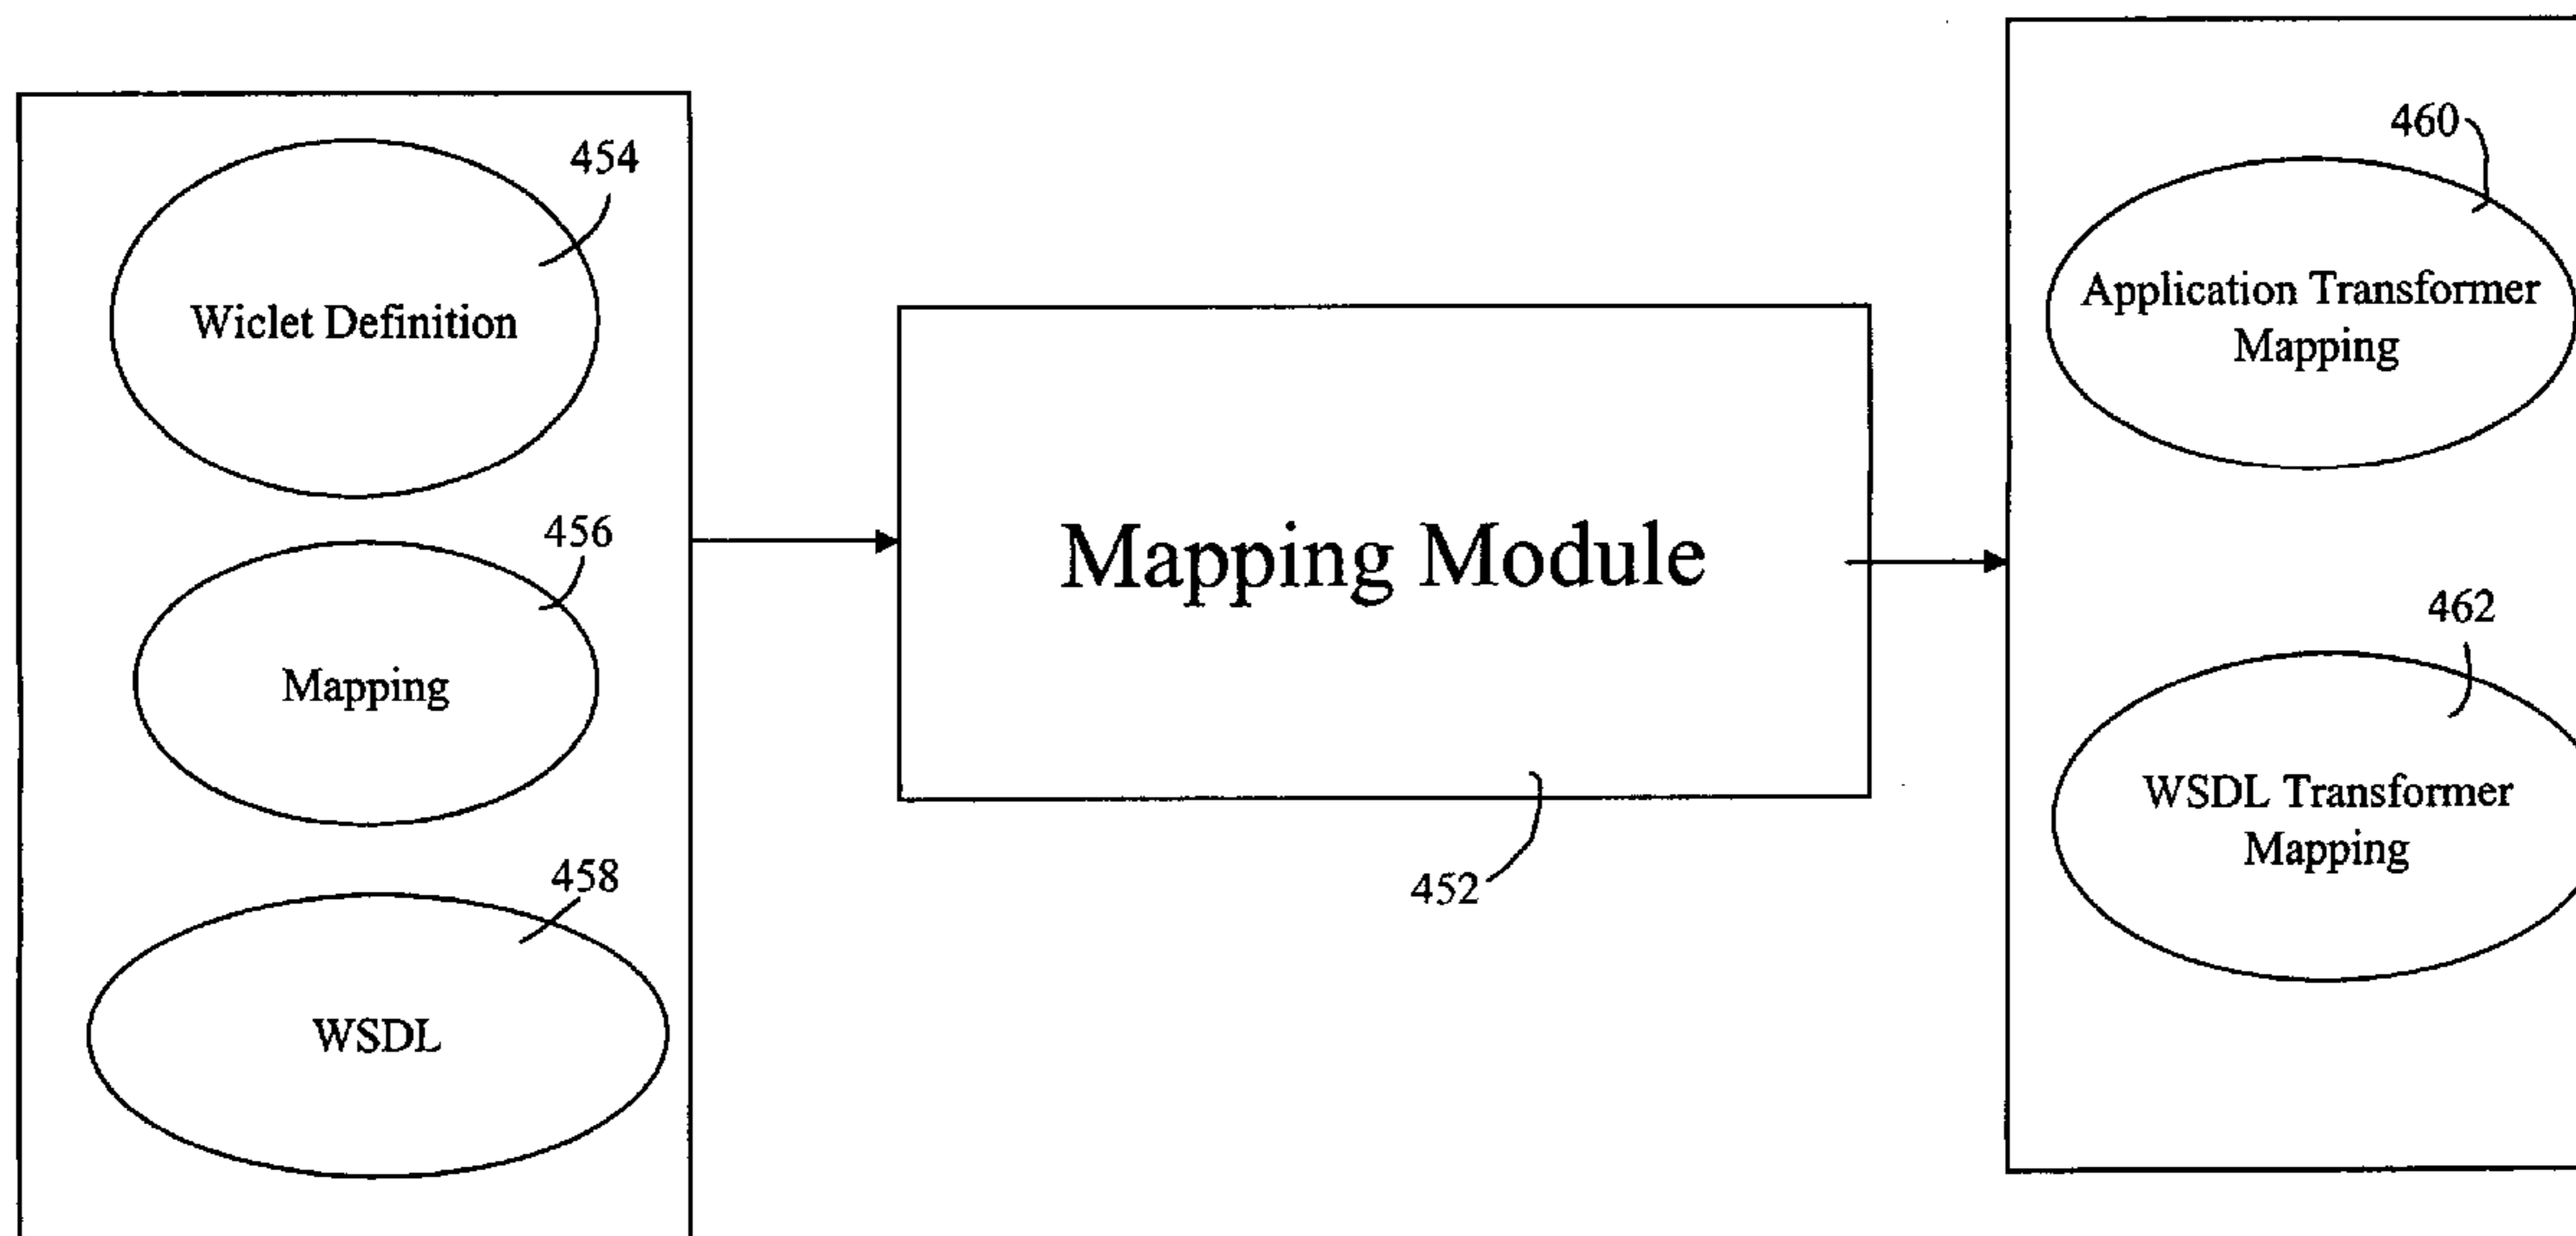 454
Wiclet Definition
456
Mapping
458
WSDL
Mapping Module
452
460
Application Transformer
Mapping
462
WSDL Transformer
Mapping